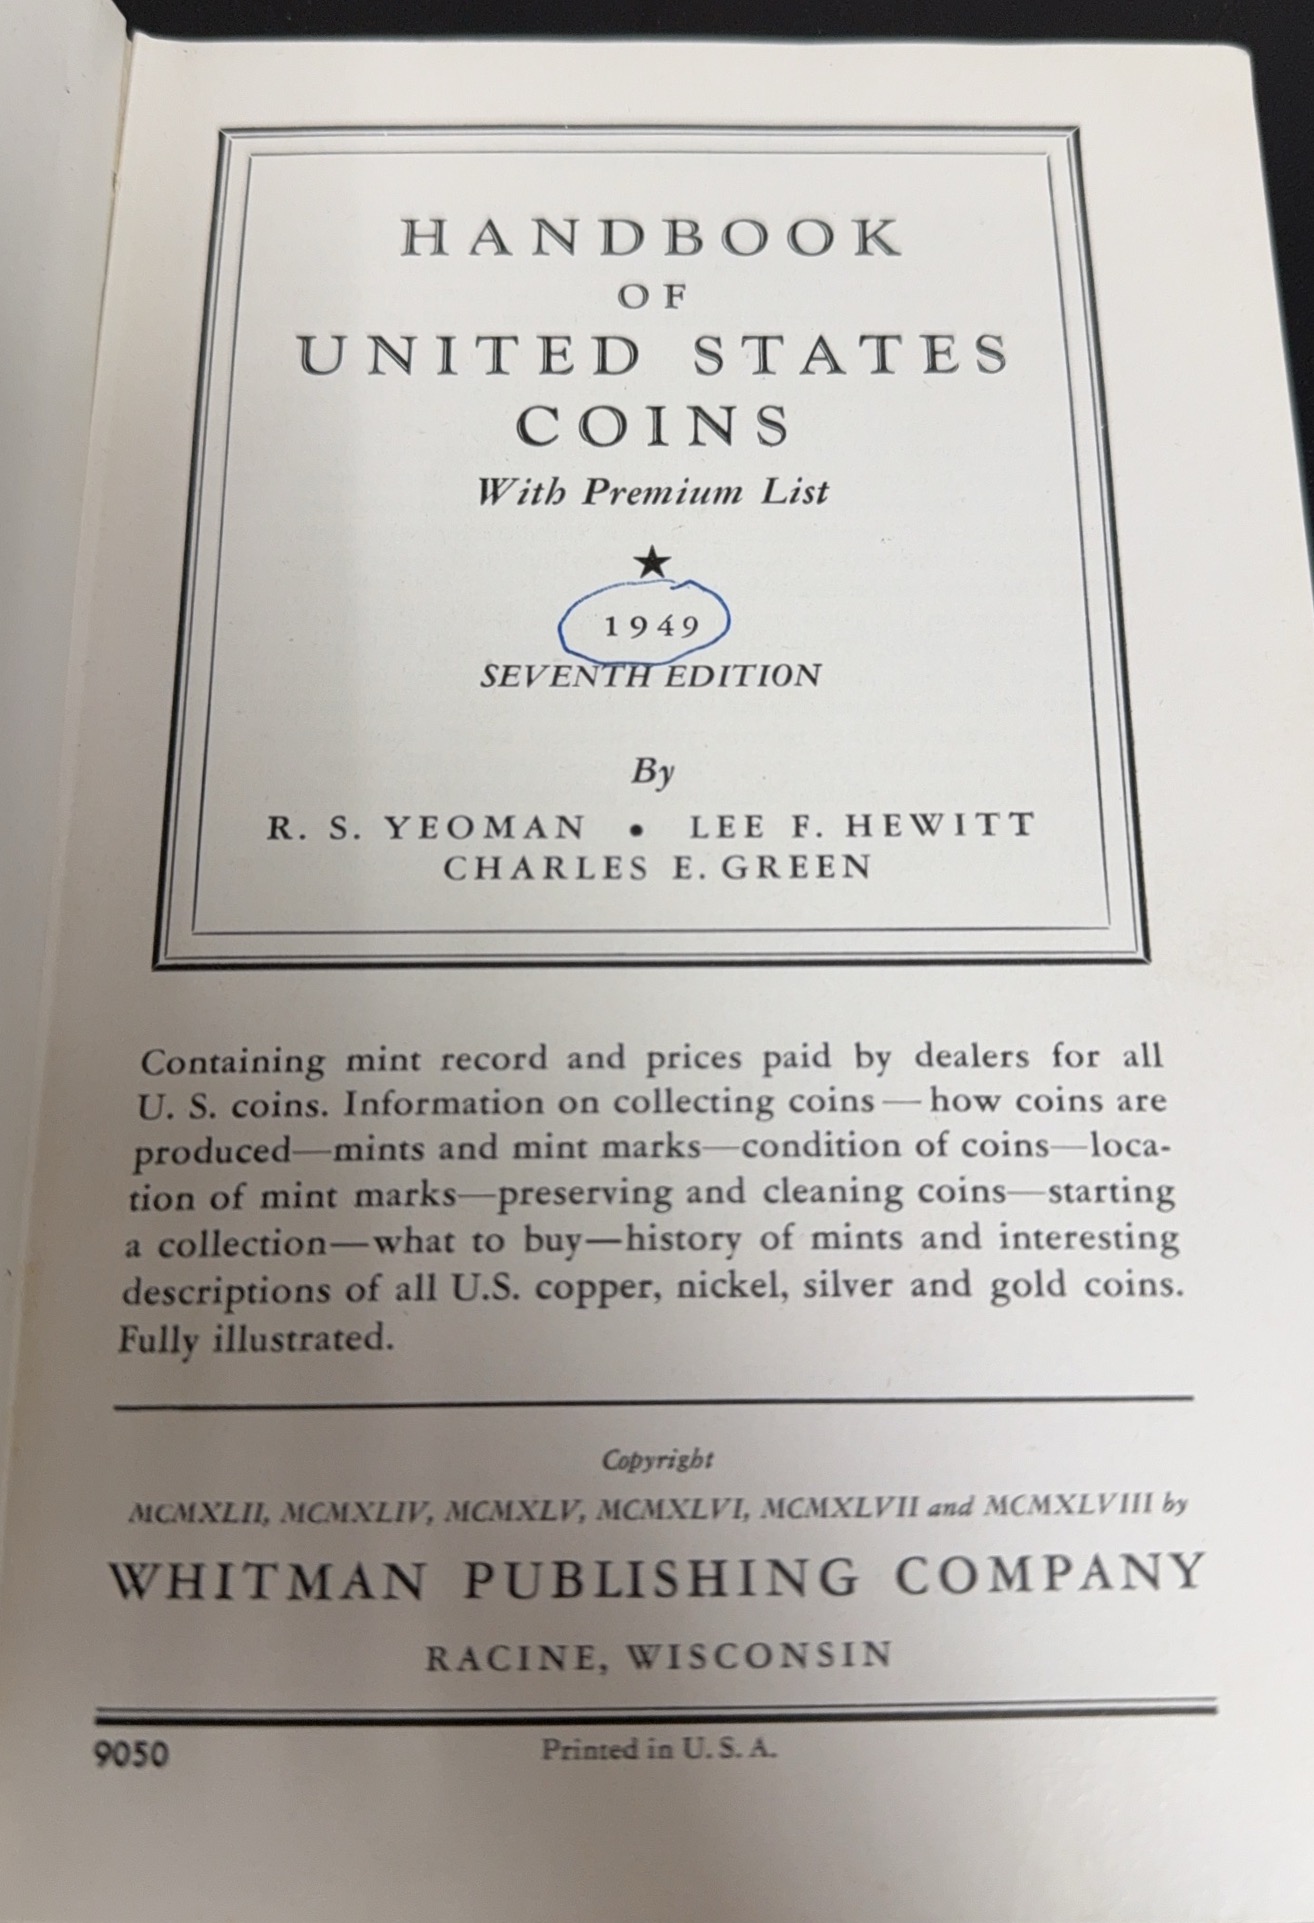 HANDBOOK
OF
UNITED STATES
COINS
With Premium List
★
1949
SEVENTH EDITION
By
R. S. YEOMAN • LEE F. HEWITT
CHARLES E. GREEN
Containing mint record and prices paid by dealers for all
U. S. coins. Information on collecting coins — how coins are
produced—mints and mint marks—condition of coins—loca-
tion of mint marks—preserving and cleaning coins—starting
a collection—what to buy—history of mints and interesting
descriptions of all U.S. copper, nickel, silver and gold coins.
Fully illustrated.
Copyright
MCMXLII, MCMXLIV, MCMXLV, MCMXLVI, MCMXLVII and MCMXLVIII by
WHITMAN PUBLISHING COMPANY
RACINE, WISCONSIN
9050 Printed in U. S. A.